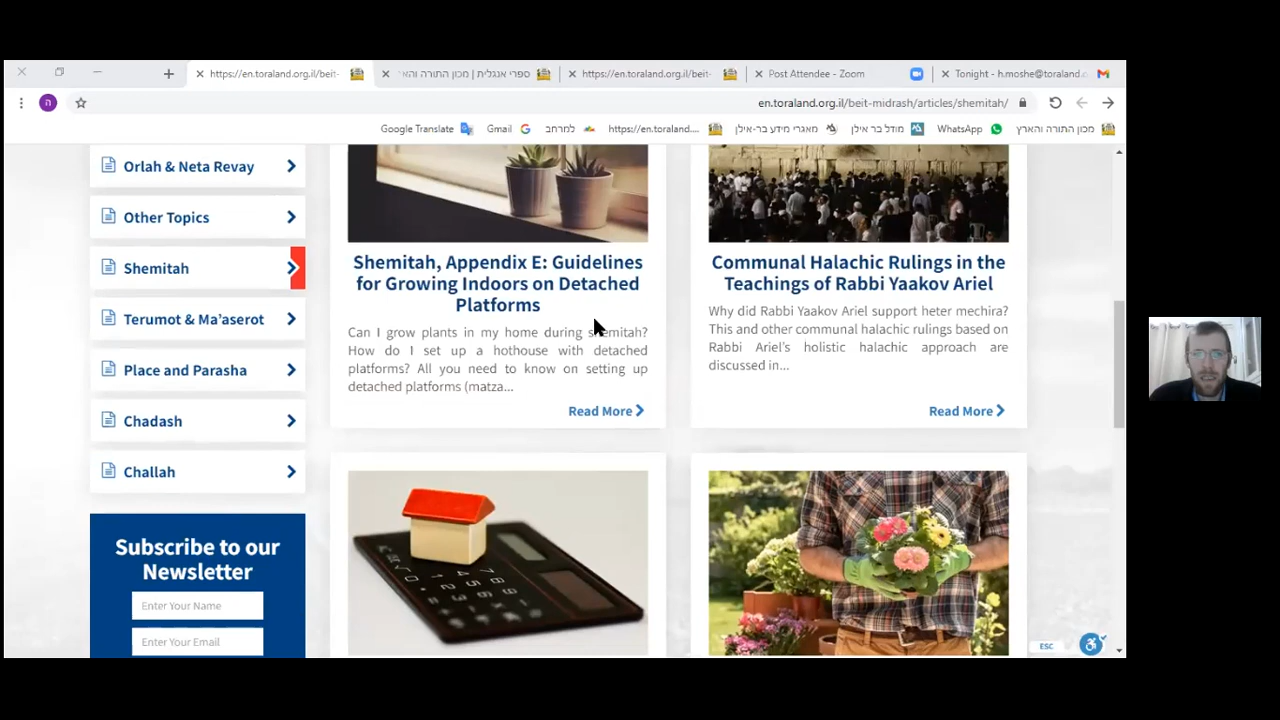 https://en.toraland.org.il/beit-
ספרי אנגלית | מכון התורה והאר
https://en.toraland.org.il/beit-
Post Attendee - Zoom
Tonight - h.moshe@toraland.
en.toraland.org.il/beit-midrash/articles/shemitah/
Google Translate
Gmail
למרחב
https://en.toraland....
מאגרי מידע בר-אילן
מודל בר אילן
WhatsApp
מכון התורה והארץ
Orlah & Neta Revay
Other Topics
Shemitah
Terumot & Ma'aserot
Place and Parasha
Chadash
Challah
Subscribe to our
Newsletter
Enter Your Name
Enter Your Email
Shemitah, Appendix E: Guidelines
for Growing Indoors on Detached
Platforms
Can I grow plants in my home during shemitah?
How do I set up a hothouse with detached
platforms? All you need to know on setting up
detached platforms (matza...
Read More
Communal Halachic Rulings in the
Teachings of Rabbi Yaakov Ariel
Why did Rabbi Yaakov Ariel support heter mechira?
This and other communal halachic rulings based on
Rabbi Ariel's holistic halachic approach are
discussed in...
Read More
ESC